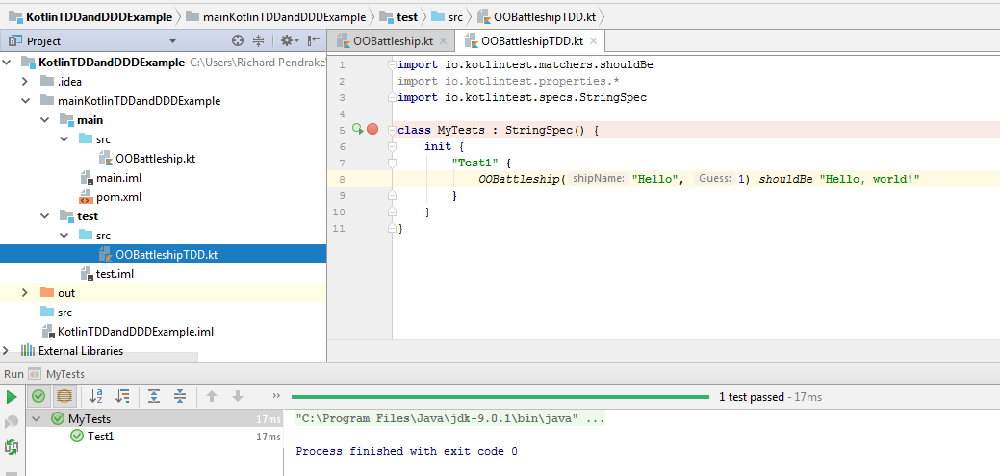 KotlinTDDandDDDExample mainKotlinTDDandDDDExample test src OOBattleshipTDD.kt
Project
OOBattleship.kt OOBattleshipTDD.kt
KotlinTDDandDDDExample C:\Users\Richard Pendrake
.idea
mainKotlinTDDandDDDExample
main
src
OOBattleship.kt
main.iml
pom.xml
test
src
OOBattleshipTDD.kt
test.iml
out
src
KotlinTDDandDDDExample.iml
External Libraries
1 import io.kotlintest.matchers.shouldBe
2 import io.kotlintest.properties.*
3 import io.kotlintest.specs.StringSpec
4
5 class MyTests : StringSpec() {
6 init {
7 "Test1" {
8 OOBattleship( shipName: "Hello", Guess: 1) shouldBe "Hello, world!"
9 }
10 }
11 }
Run MyTests
1 test passed - 17ms
MyTests 17ms
Test1 17ms
"C:\Program Files\Java\jdk-9.0.1\bin\java" ...
Process finished with exit code 0